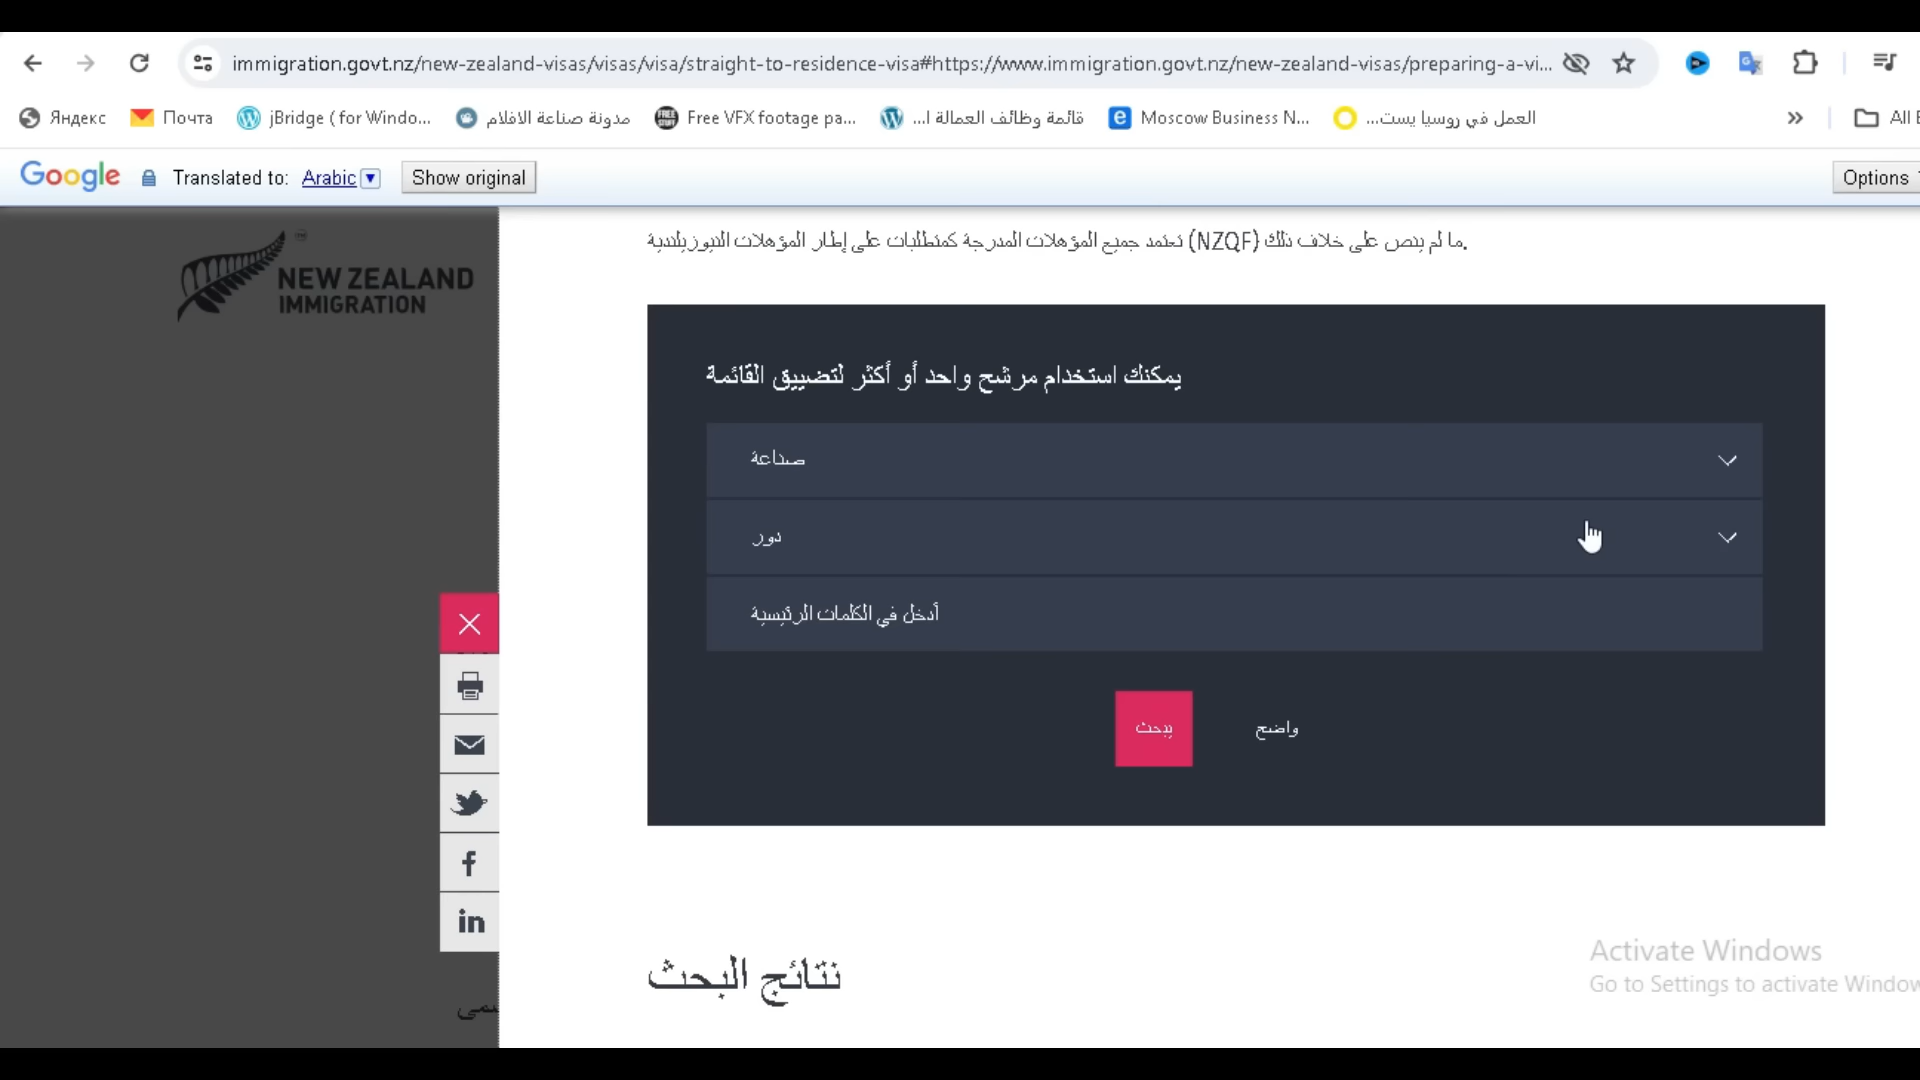 immigration.govt.nz/new-zealand-visas/visas/visa/straight-to-residence-visa#https://www.immigration.govt.nz/new-zealand-visas/preparing-a-vi...
Яндекс
Почта
jBridge ( for Windo...
مدونة صناعة الافلام
Free VFX footage pa...
قائمة وظائف العمالة ا...
Moscow Business N...
العمل في روسيا يست...
All
Google Translated to: Arabic Show original Options
NEW ZEALAND
IMMIGRATION
ما لم ينص على خلاف ذلك (NZQF) تعتمد جميع المؤهلات المدرجة كمتطلبات على إطار المؤهلات النيوزيلندية.
يمكنك استخدام مرشح واحد أو أكثر لتضييق القائمة
صناعة
دور
أدخل في الكلمات الرئيسية
يبحث
واضح
نتائج البحث
Activate Windows
Go to Settings to activate Window